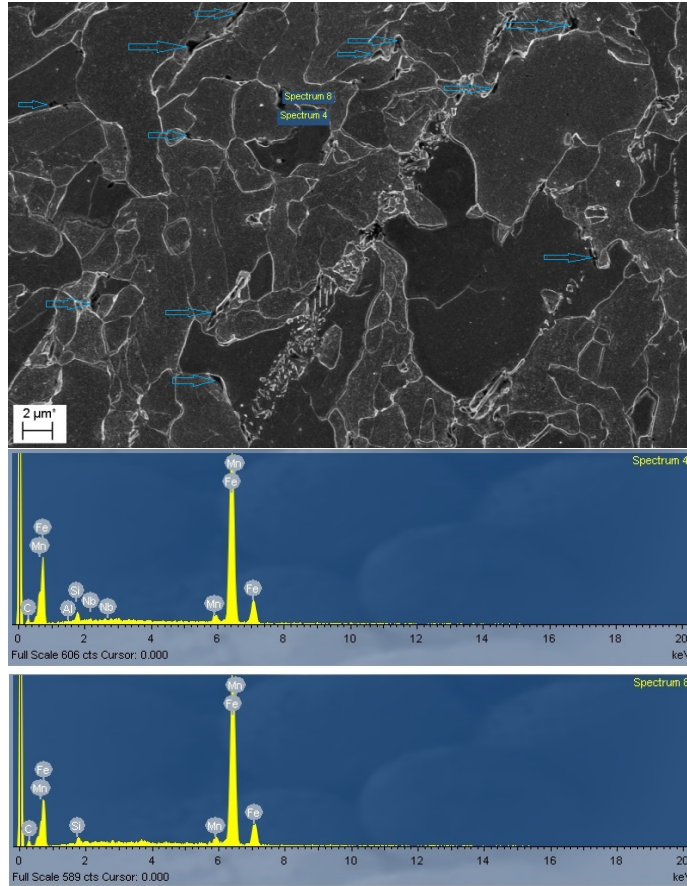 Spectrum 8
Spectrum 4
2 µm*
Spectrum 4
Mn
Fe
Fe
Mn
Si
Nb
C
Al
Nb
Mn
Fe
0 2 4 6 8 10 12 14 16 18 20
Full Scale 606 cts Cursor: 0.000
keV
Spectrum 8
Mn
Fe
Fe
Mn
C
Si
Mn
Fe
0 2 4 6 8 10 12 14 16 18 20
Full Scale 589 cts Cursor: 0.000
keV